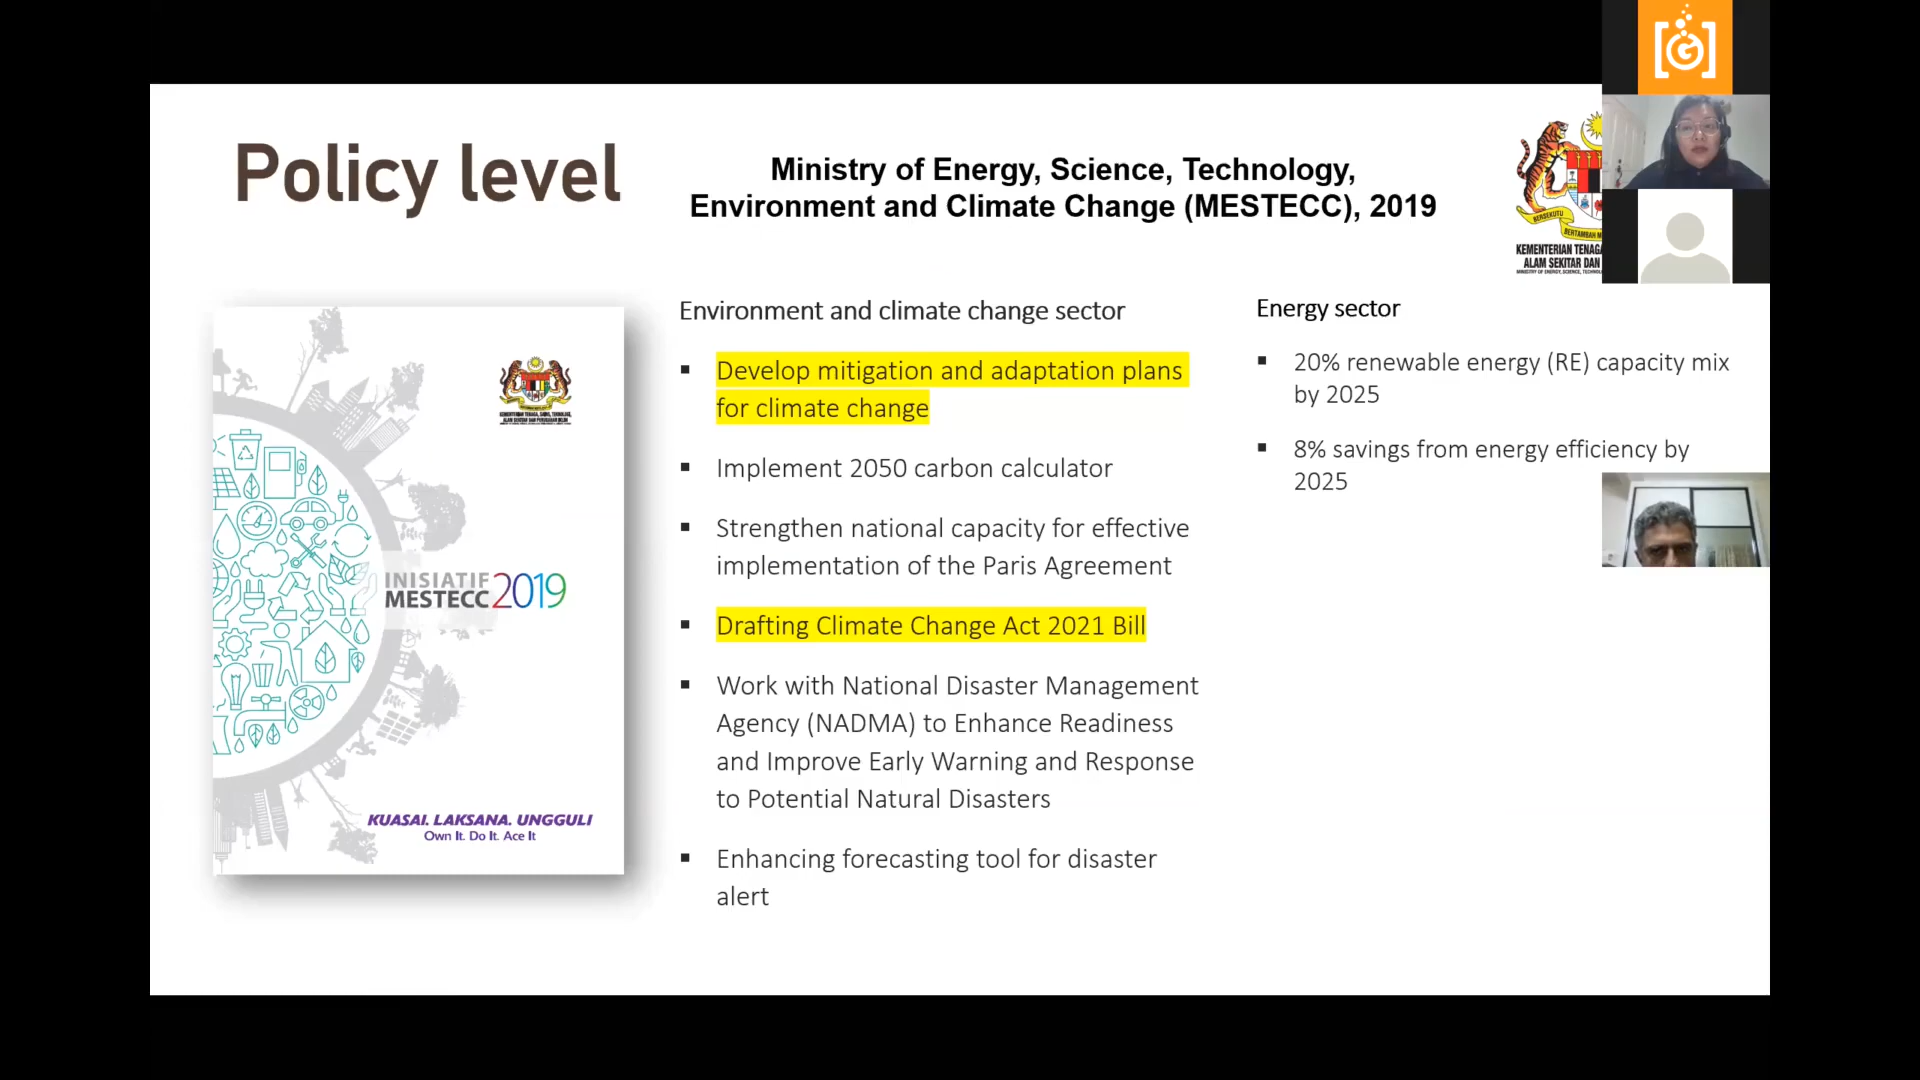 Policy level
Ministry of Energy, Science, Technology,
Environment and Climate Change (MESTECC), 2019
BERSEKUTU
KEMENTERIAN TENAGA
ALAM SEKITAR DAN
INISIATIF
MESTECC 2019
KUASAI. LAKSANA. UNGGULI
Own It. Do It. Ace It
Environment and climate change sector
▪ Develop mitigation and adaptation plans
for climate change
▪ Implement 2050 carbon calculator
▪ Strengthen national capacity for effective
implementation of the Paris Agreement
▪ Drafting Climate Change Act 2021 Bill
▪ Work with National Disaster Management
Agency (NADMA) to Enhance Readiness
and Improve Early Warning and Response
to Potential Natural Disasters
▪ Enhancing forecasting tool for disaster
alert
Energy sector
▪ 20% renewable energy (RE) capacity mix
by 2025
▪ 8% savings from energy efficiency by
2025